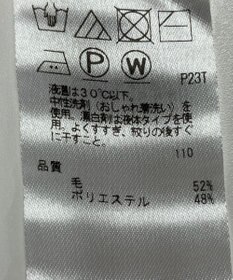 P W
P23T
液温は30℃以下。
中性洗剤(おしゃれ着洗い)を
使用。漂白剤は液体タイプを使
用。よくすすぎ、絞りの後すぐ
に干すこと。
110
品質
毛 52%
ポリエステル 48%